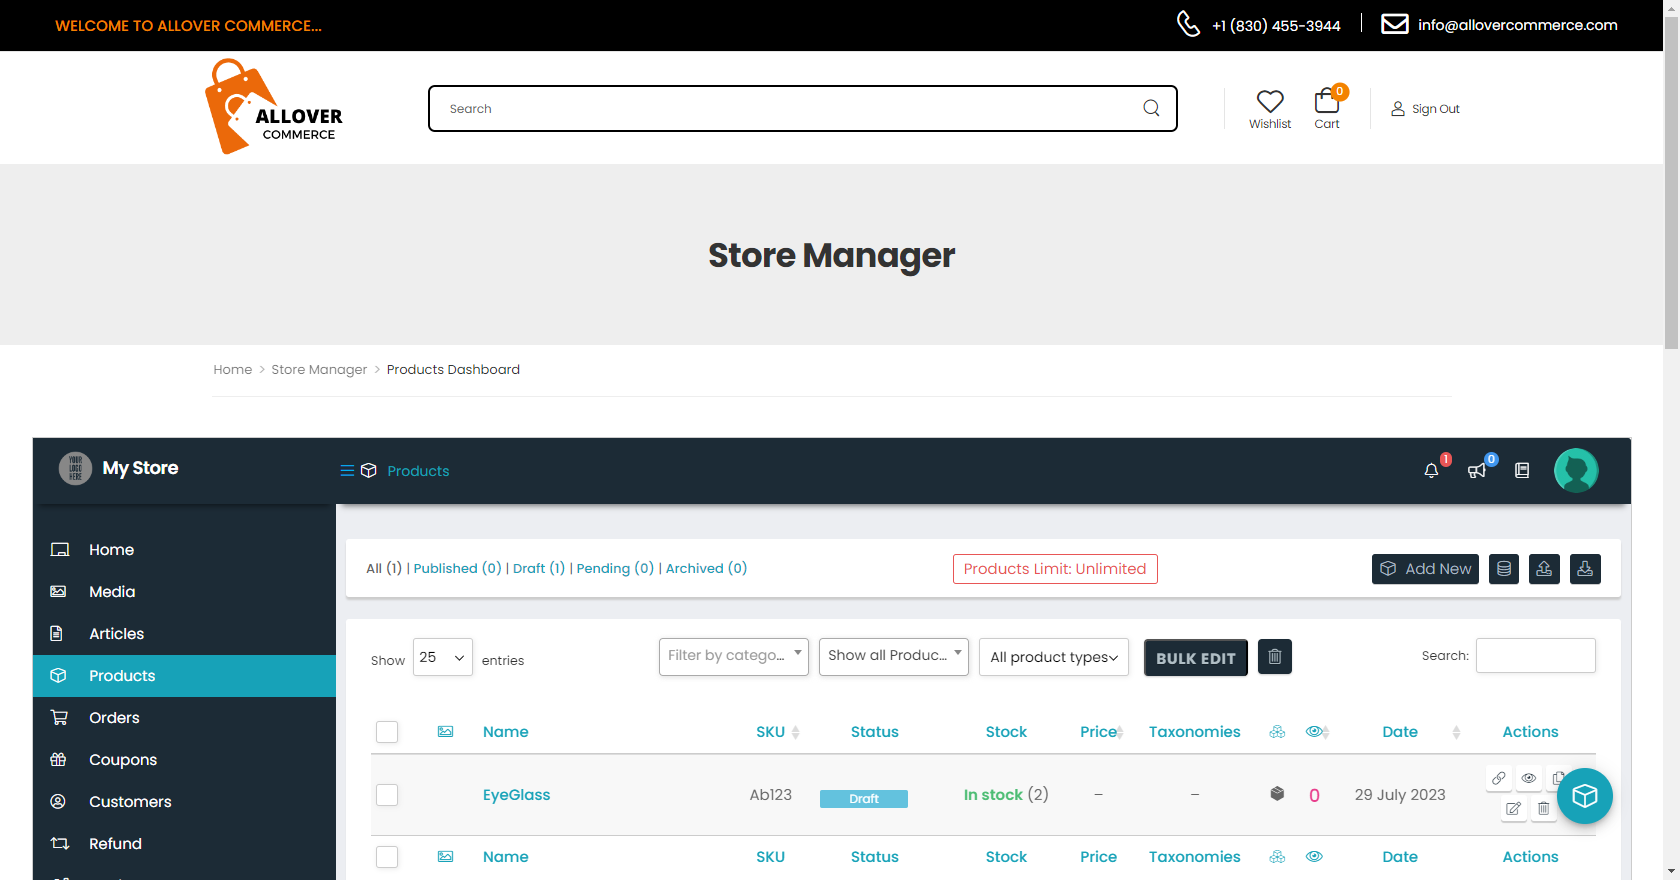 WELCOME TO ALLOVER COMMERCE...
+1 (830) 455-3944
info@allovercommerce.com
ALLOVER
COMMERCE
Search
Wishlist
0
Cart
Sign Out
Store Manager
Home > Store Manager > Products Dashboard
YOUR
LOGO
HERE
My Store
Products
1
0
Home
Media
Articles
Products
Orders
Coupons
Customers
Refund
All (1) | Published (0) | Draft (1) | Pending (0) | Archived (0)
Products Limit: Unlimited
Add New
Show 25 entries
Filter by catego...
Show all Produc...
All product types
BULK EDIT
Search:
Name SKU Status Stock Price Taxonomies Date Actions
EyeGlass Ab123 Draft In stock (2) – – 0 29 July 2023
Name SKU Status Stock Price Taxonomies Date Actions